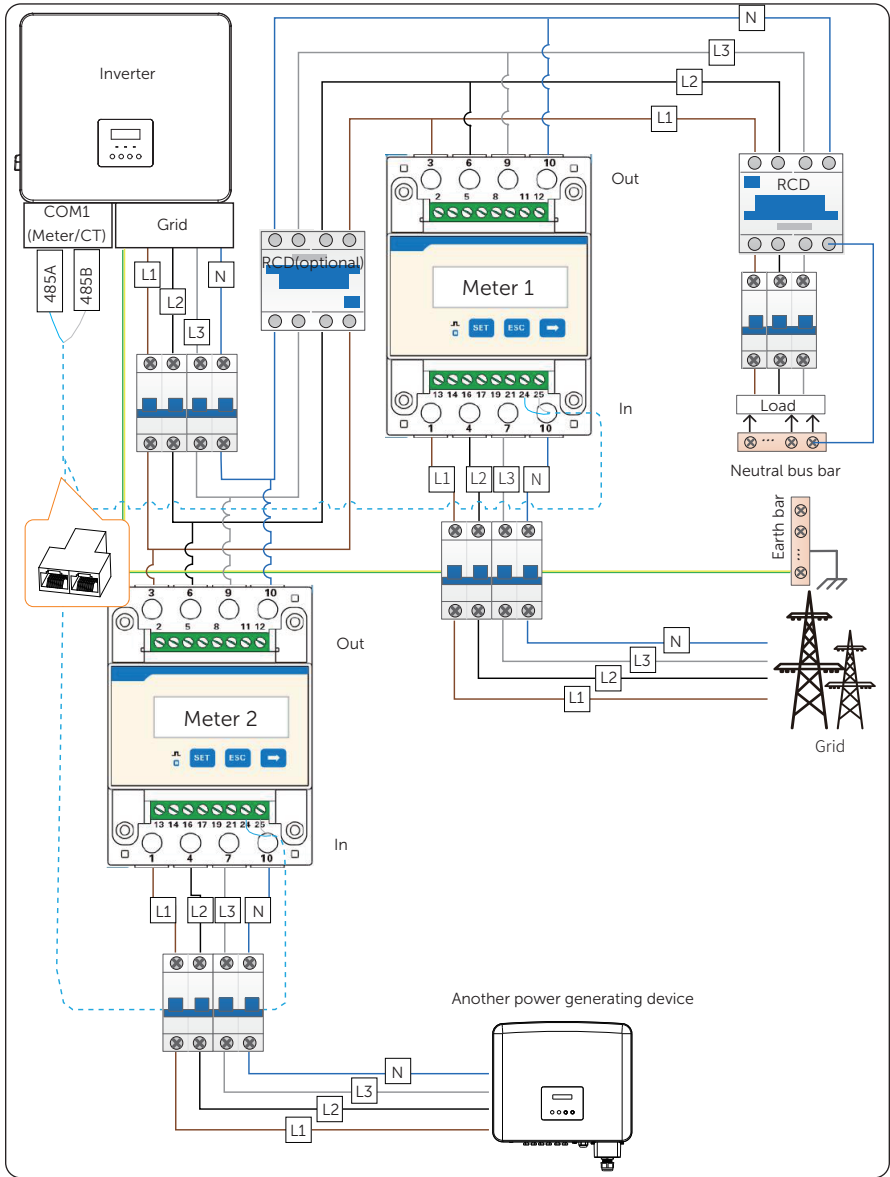 L3
N
L2
Inverter
L1
3 6 9 10
Out
RCD
2 5 8 11 12
COM1
(Meter/CT)
Grid
RCD(optional)
L1
N
485A
485B
Meter 1
L2
SET ESC
L3
13 14 16 17 19 21 24 25
Load
In
1 4 7 10
Neutral bus bar
L1 L2 L3 N
Earth bar
3 6 9 10
2 5 8 11 12
Out
N
L3
L2
L1
Meter 2
Grid
SET ESC
13 14 16 17 19 21 24 25
In
1 4 7 10
L1 L2 L3 N
Another power generating device
N
L3
L2
L1